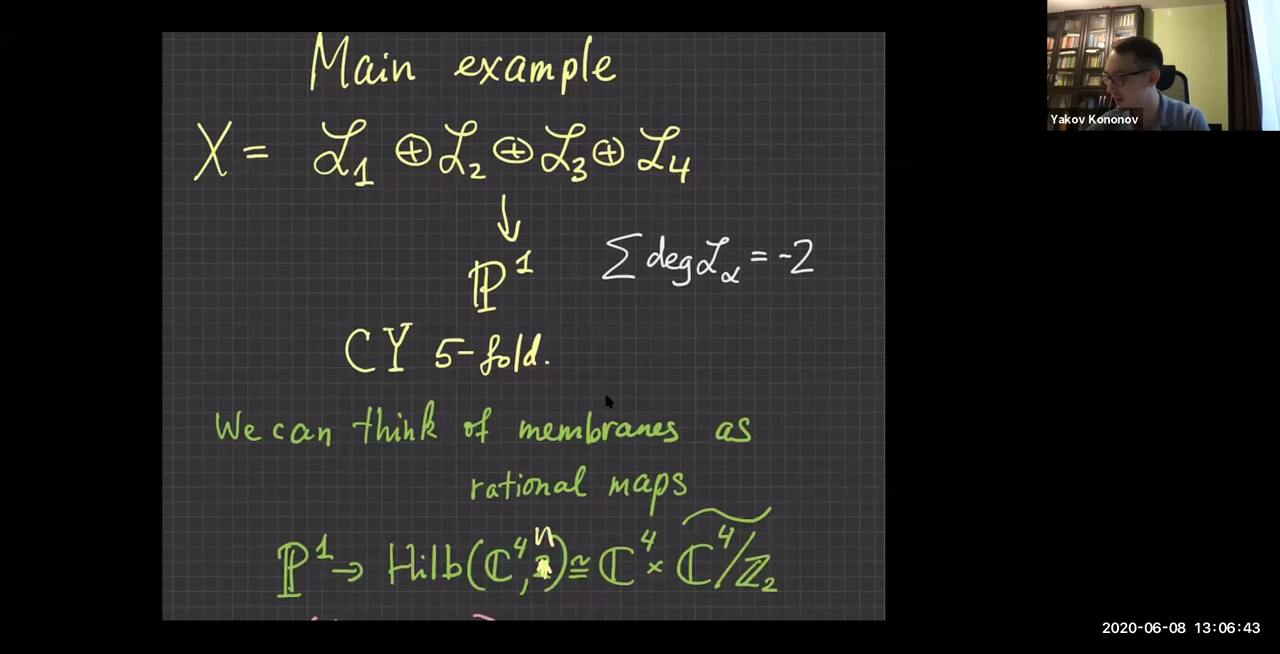 Main example
X = ℒ₁ ⊕ ℒ₂ ⊕ ℒ₃ ⊕ ℒ₄
↓
ℙ¹
∑ deg ℒ_α = -2
CY 5-fold.
We can think of membranes as
rational maps
ℙ¹ → Hilb(ℂ⁴, n) ≅ ℂ⁴ × \widetilde{ℂ⁴/ℤ₂}
Yakov Kononov
2020-06-08 13:06:43